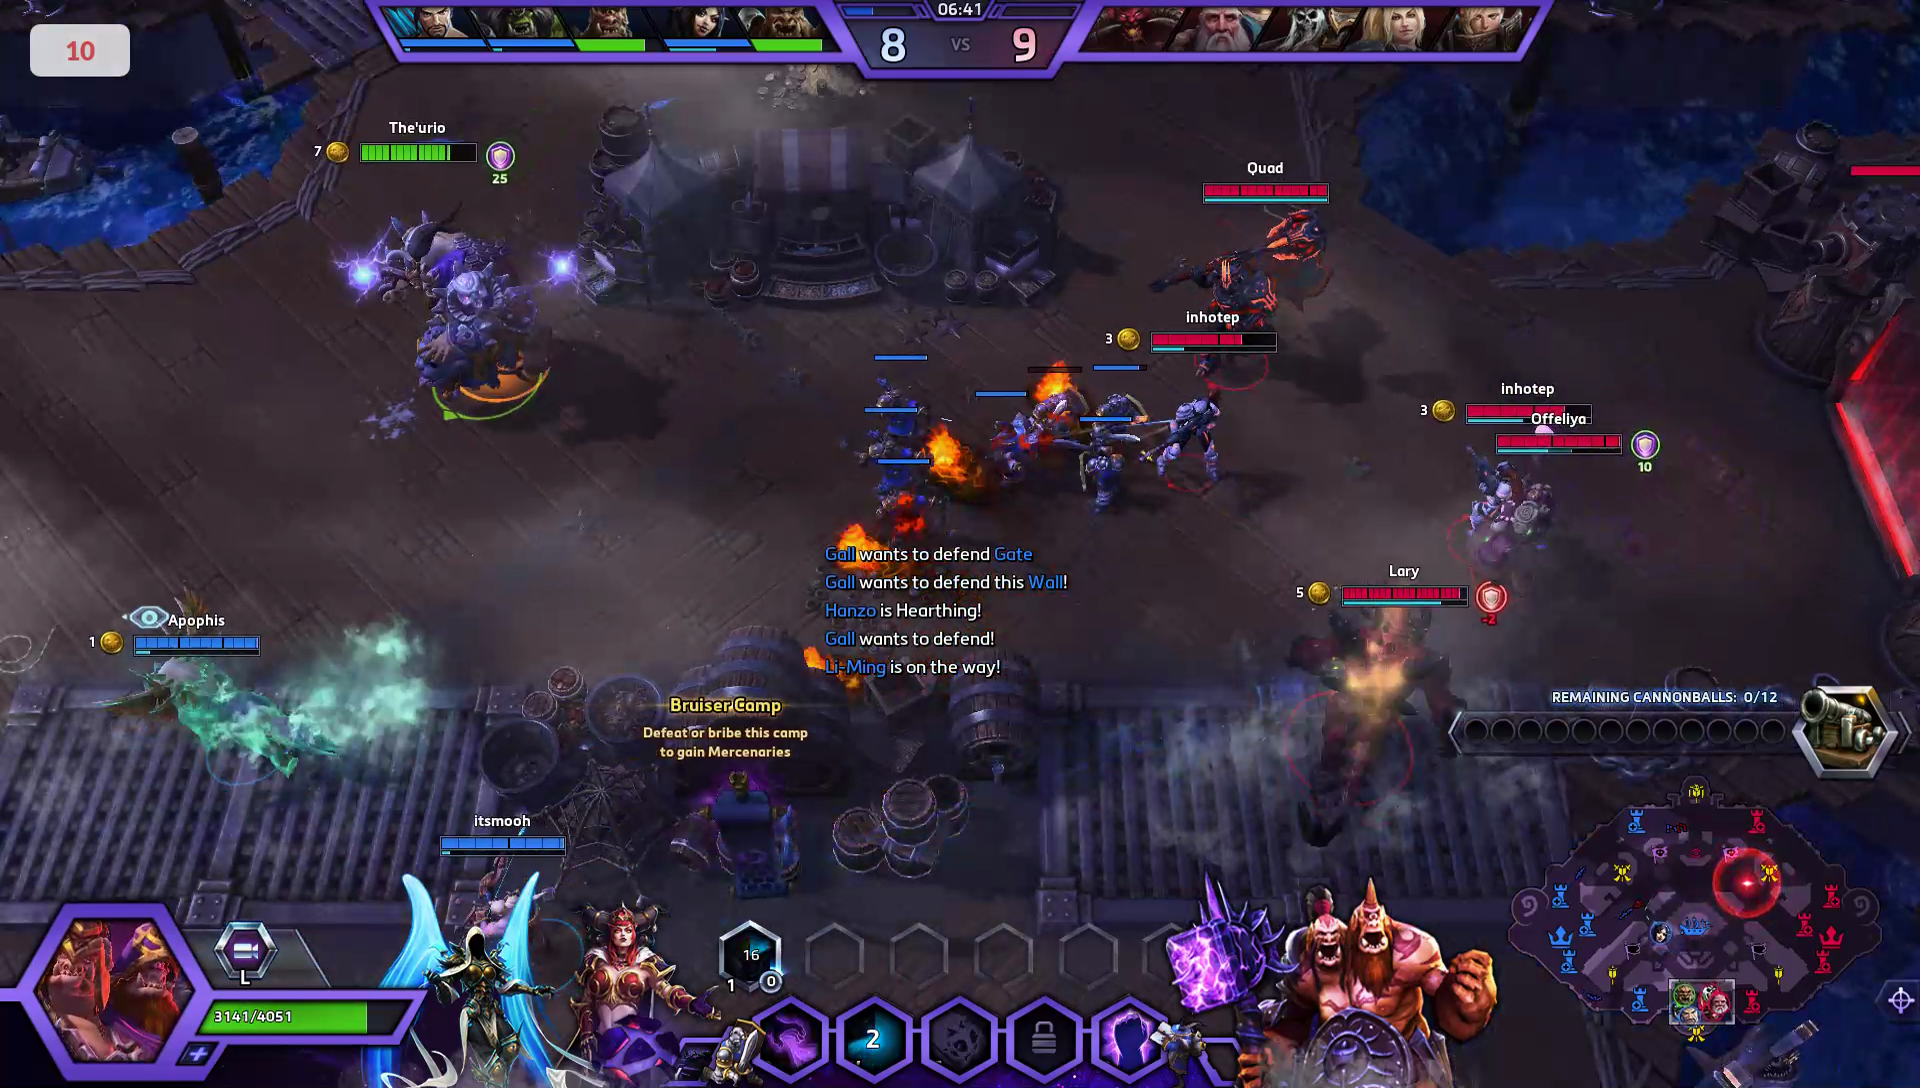 10
06:41
8 VS 9
The'urio
7
25
Quad
inhotep
3
inhotep
3
Offeliya
10
Gall wants to defend Gate
Gall wants to defend this Wall!
Hanzo is Hearthing!
Gall wants to defend!
Li-Ming is on the way!
Lary
5
-2
Apophis
1
Bruiser Camp
Defeat or bribe this camp
to gain Mercenaries
REMAINING CANNONBALLS: 0/12
itsmooh
L
16
1
0
3141/4051
2